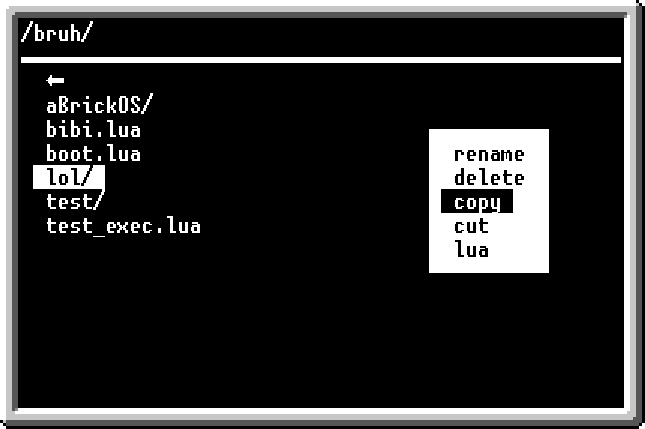 /bruh/
←
aBrickOS/
bibi.lua
boot.lua
lol/
test/
test_exec.lua
rename
delete
copy
cut
lua